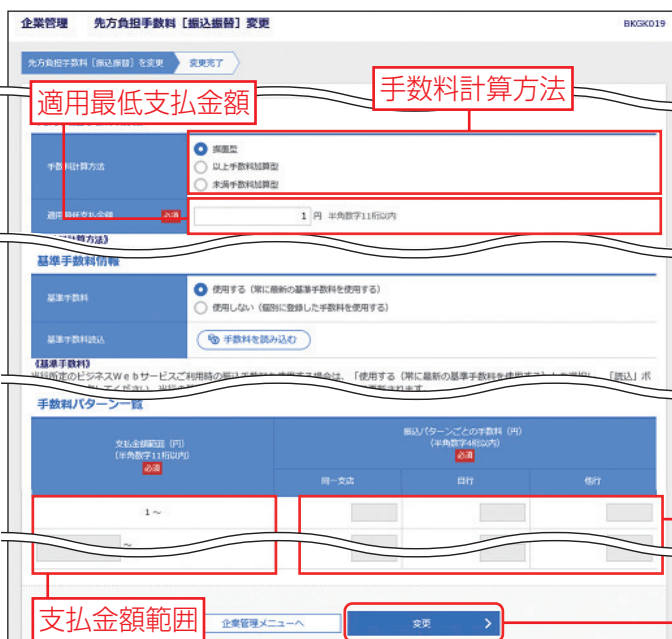 企業管理 先方負担手数料［振込振替］変更 BKGK019
先方負担手数料［振込振替］を変更 変更完了
適用最低支払金額
手数料計算方法
手数料計算方法
据置型
以上手数料加算型
未満手数料加算型
適用最低支払金額 必須 1 円 半角数字11桁以内
基準手数料情報
基準手数料
使用する（常に最新の基準手数料を使用する）
使用しない（個別に登録した手数料を使用する）
基準手数料読込 手数料を読み込む
《基準手数料》
手数料パターン一覧
支払金額範囲（円）
（半角数字11桁以内）
必須
振込パターンごとの手数料（円）
（半角数字4桁以内）
必須
同一支店 自行 他行
1 ～
～
支払金額範囲
企業管理メニューへ
変更